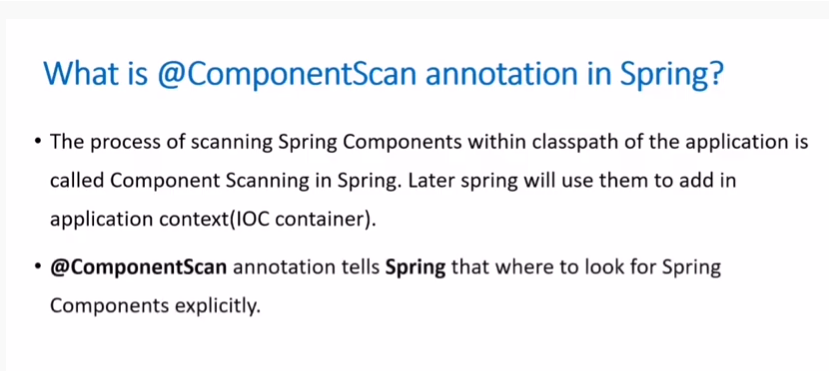 What is @ComponentScan annotation in Spring?
• The process of scanning Spring Components within classpath of the application is
called Component Scanning in Spring. Later spring will use them to add in
application context(IOC container).
• @ComponentScan annotation tells Spring that where to look for Spring
Components explicitly.